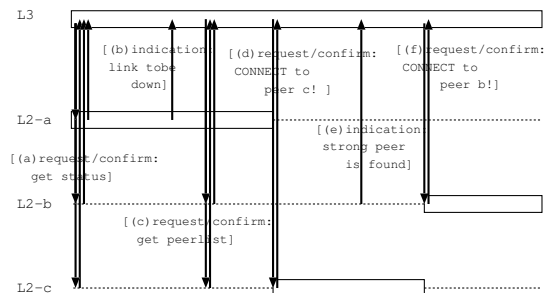 L3
[(b)indication:
link tobe
down]
[(d)request/confirm:
CONNECT to
peer c! ]
[(f)request/confirm:
CONNECT to
peer b!]
L2-a
[(e)indication:
strong peer
is found]
[(a)request/confirm:
get status]
L2-b
[(c)request/confirm:
get peerlist]
L2-c